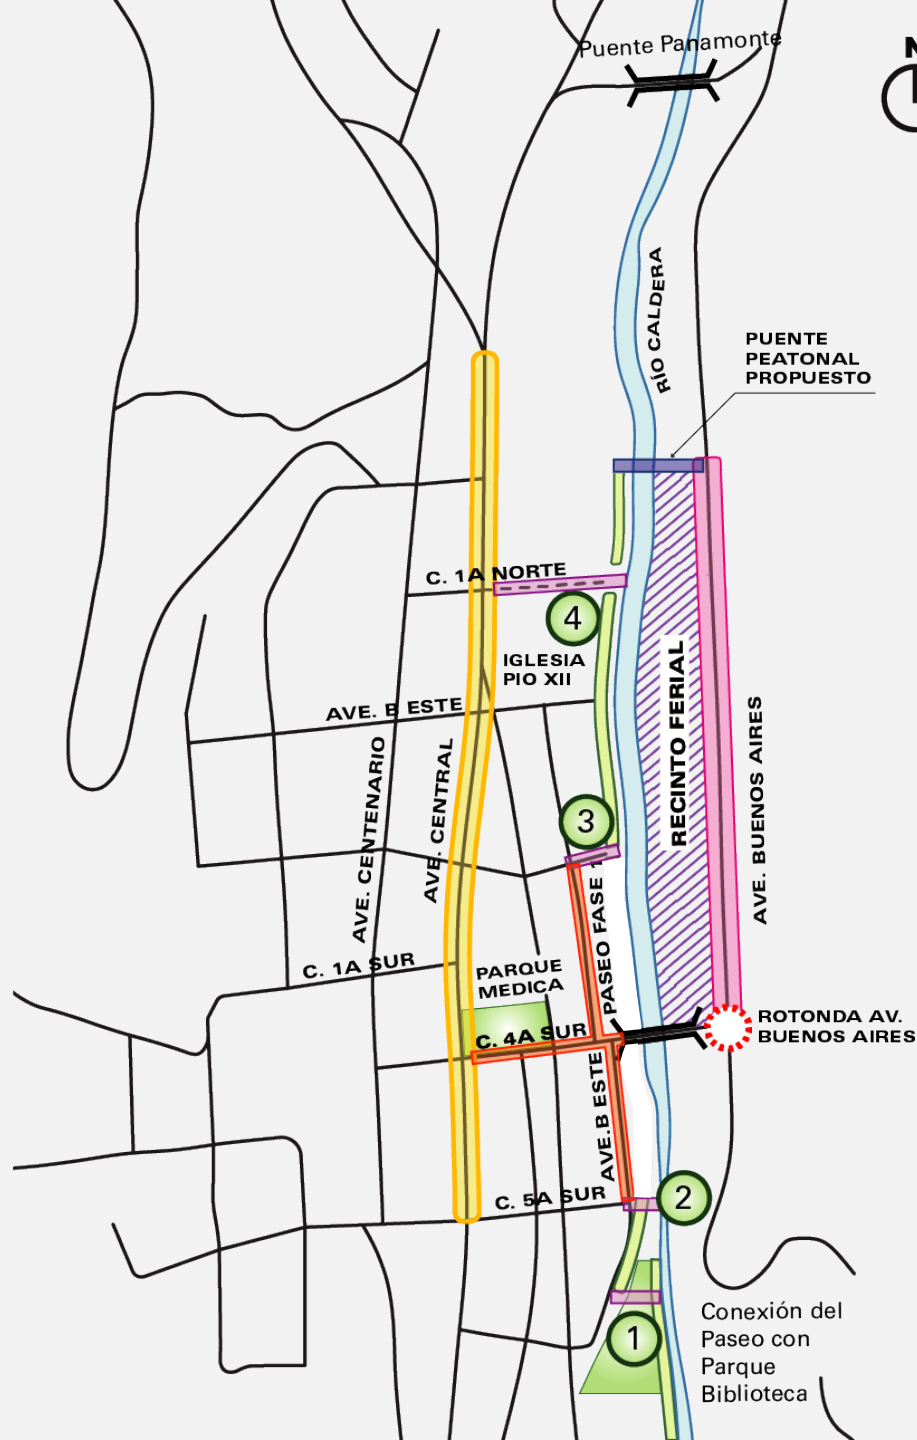 Puente Panamonte
N
RÍO CALDERA
PUENTE
PEATONAL
PROPUESTO
C. 1A NORTE
4
IGLESIA
PIO XII
AVE. B ESTE
RECINTO FERIAL
AVE. BUENOS AIRES
AVE. CENTENARIO
AVE. CENTRAL
3
PASEO FASE 1
C. 1A SUR
PARQUE
MEDICA
C. 4A SUR
ROTONDA AV.
BUENOS AIRES
AVE.B ESTE
C. 5A SUR
2
1
Conexión del
Paseo con
Parque
Biblioteca